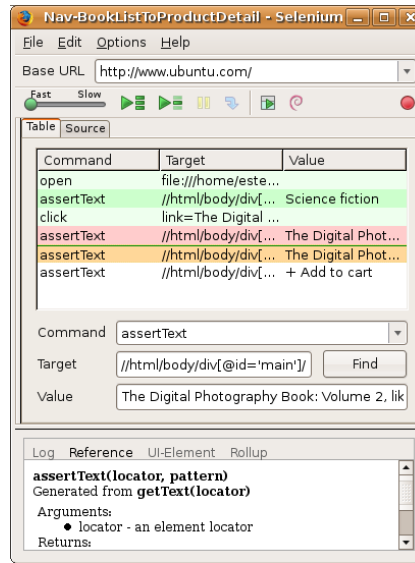 Nav-BookListToProductDetail - Selenium
File Edit Options Help
Base URL http://www.ubuntu.com/
Fast Slow
Table Source
Command Target Value
open file:///home/este...
assertText //html/body/div[... Science fiction
click link=The Digital ...
assertText //html/body/div[... The Digital Phot...
assertText //html/body/div[... The Digital Phot...
assertText //html/body/div[... + Add to cart
Command assertText
Target //html/body/div[@id='main']/ Find
Value The Digital Photography Book: Volume 2, lik
Log Reference UI-Element Rollup
assertText(locator, pattern)
Generated from getText(locator)
Arguments:
locator - an element locator
Returns: